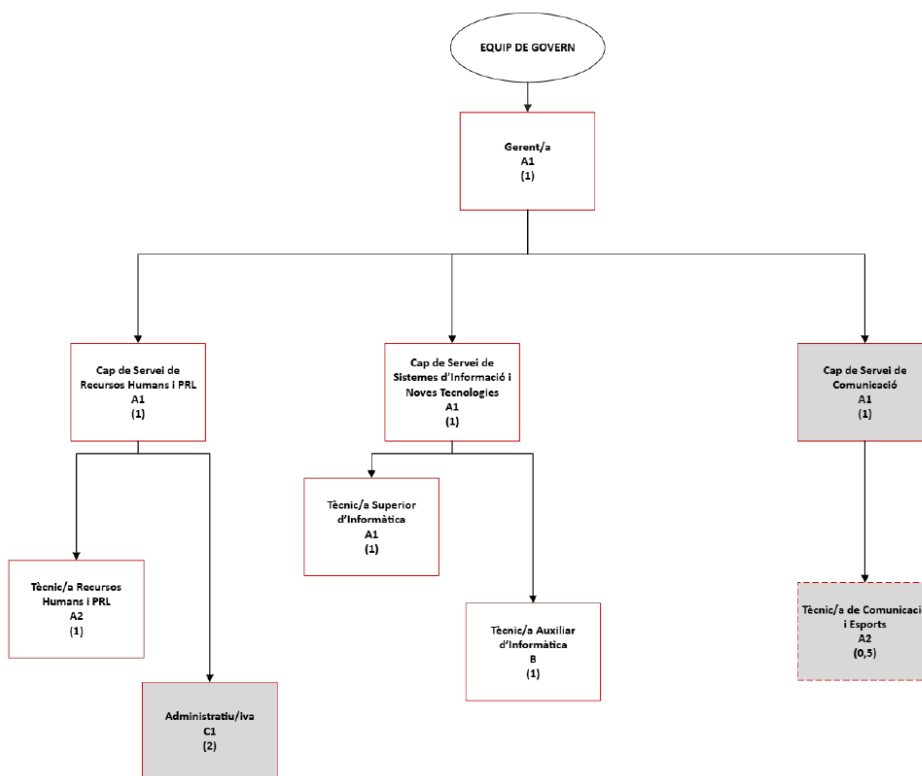 EQUIP DE GOVERN
Gerent/a
A1
(1)
Cap de Servei de
Recursos Humans i PRL
A1
(1)
Cap de Servei de
Sistemes d'Informació i
Noves Tecnologies
A1
(1)
Cap de Servei de
Comunicació
A1
(1)
Tècnic/a Superior
d'Informàtica
A1
(1)
Tècnic/a Recursos
Humans i PRL
A2
(1)
Tècnic/a Auxiliar
d'Informàtica
B
(1)
Tècnic/a de Comunicació
i Esports
A2
(0,5)
Administratiu/iva
C1
(2)